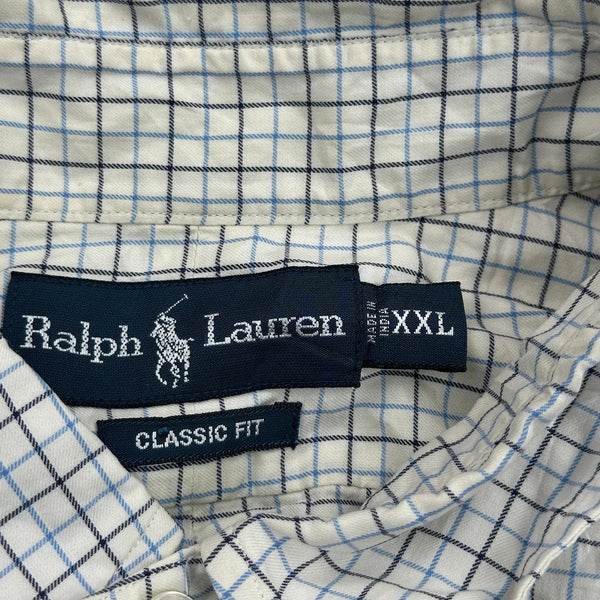 Ralph Lauren
MADE IN
INDIA
XXL
CLASSIC FIT